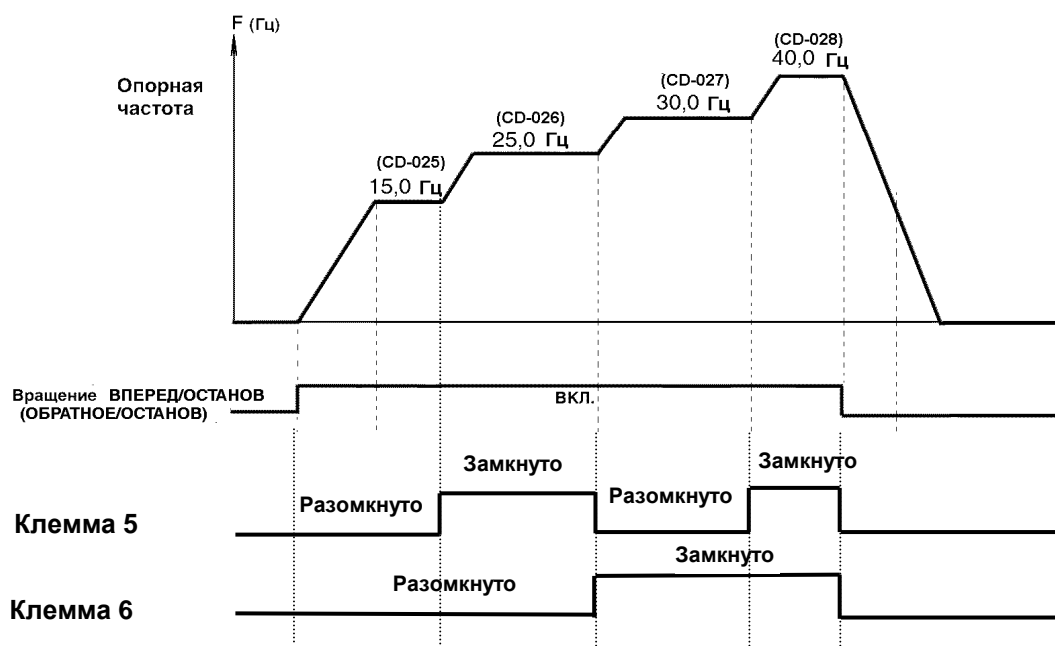 F (Гц)
Опорная
частота
(CD-025)
15,0 Гц
(CD-026)
25,0 Гц
(CD-027)
30,0 Гц
(CD-028)
40,0 Гц
Вращение ВПЕРЕД/ОСТАНОВ
(ОБРАТНОЕ/ОСТАНОВ)
ВКЛ.
Клемма 5
Разомкнуто
Замкнуто
Разомкнуто
Замкнуто
Клемма 6
Разомкнуто
Замкнуто